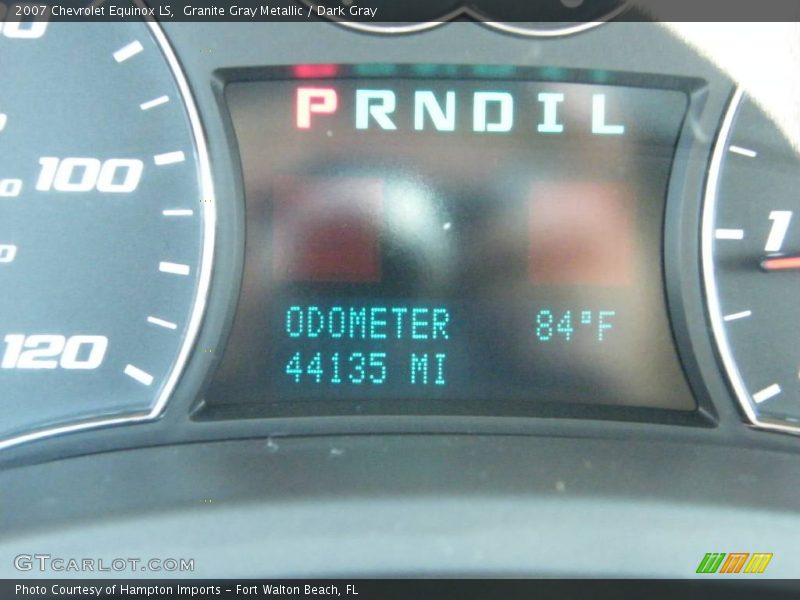 2007 Chevrolet Equinox LS,  Granite Gray Metallic / Dark Gray
P R N D I L
100
1
120
ODOMETER 84°F
44135 MI
GTCARLOT.COM
Photo Courtesy of Hampton Imports - Fort Walton Beach, FL